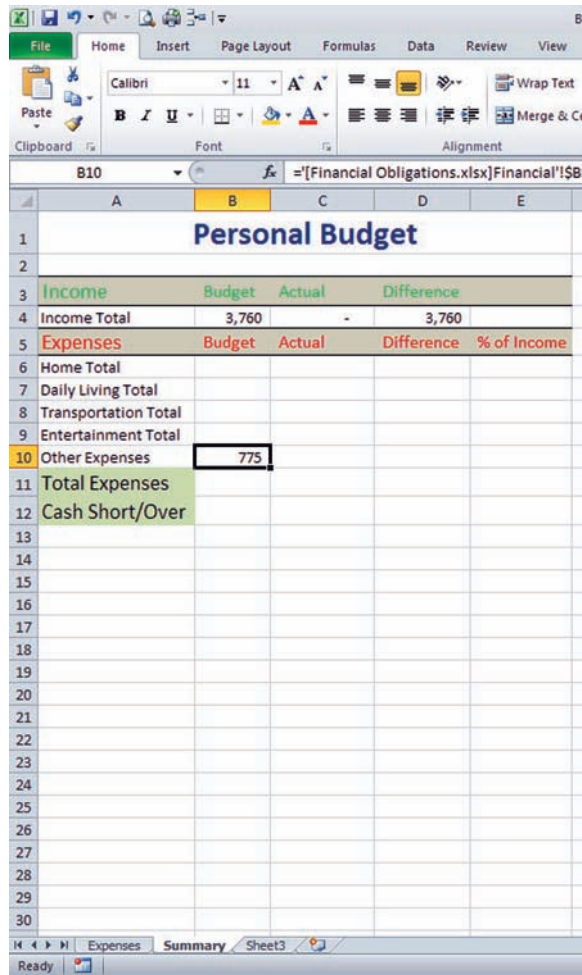 B
File Home Insert Page Layout Formulas Data Review View
Calibri 11 A A Wrap Text
Paste B I U A Merge & Ce
Clipboard Font Alignment
B10 fx ='[Financial Obligations.xlsx]Financial'!$B
A B C D E
1 Personal Budget
2
3 Income Budget Actual Difference
4 Income Total 3,760 - 3,760
5 Expenses Budget Actual Difference % of Income
6 Home Total
7 Daily Living Total
8 Transportation Total
9 Entertainment Total
10 Other Expenses 775
11 Total Expenses
12 Cash Short/Over
13
14
15
16
17
18
19
20
21
22
23
24
25
26
27
28
29
30
Expenses Summary Sheet3
Ready